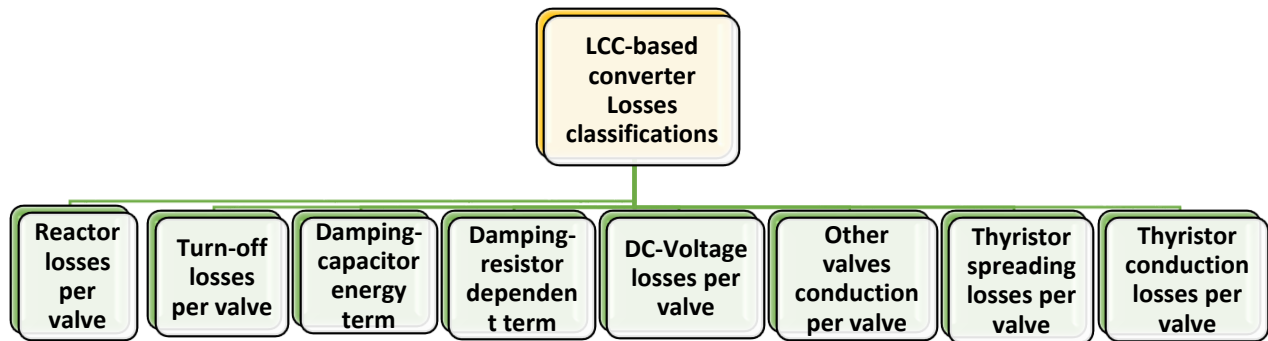 LCC-based
converter
Losses
classifications
Reactor
losses
per
valve
Turn-off
losses
per valve
Damping-
capacitor
energy
term
Damping-
resistor
dependen
t term
DC-Voltage
losses per
valve
Other
valves
conduction
per valve
Thyristor
spreading
losses per
valve
Thyristor
conduction
losses per
valve